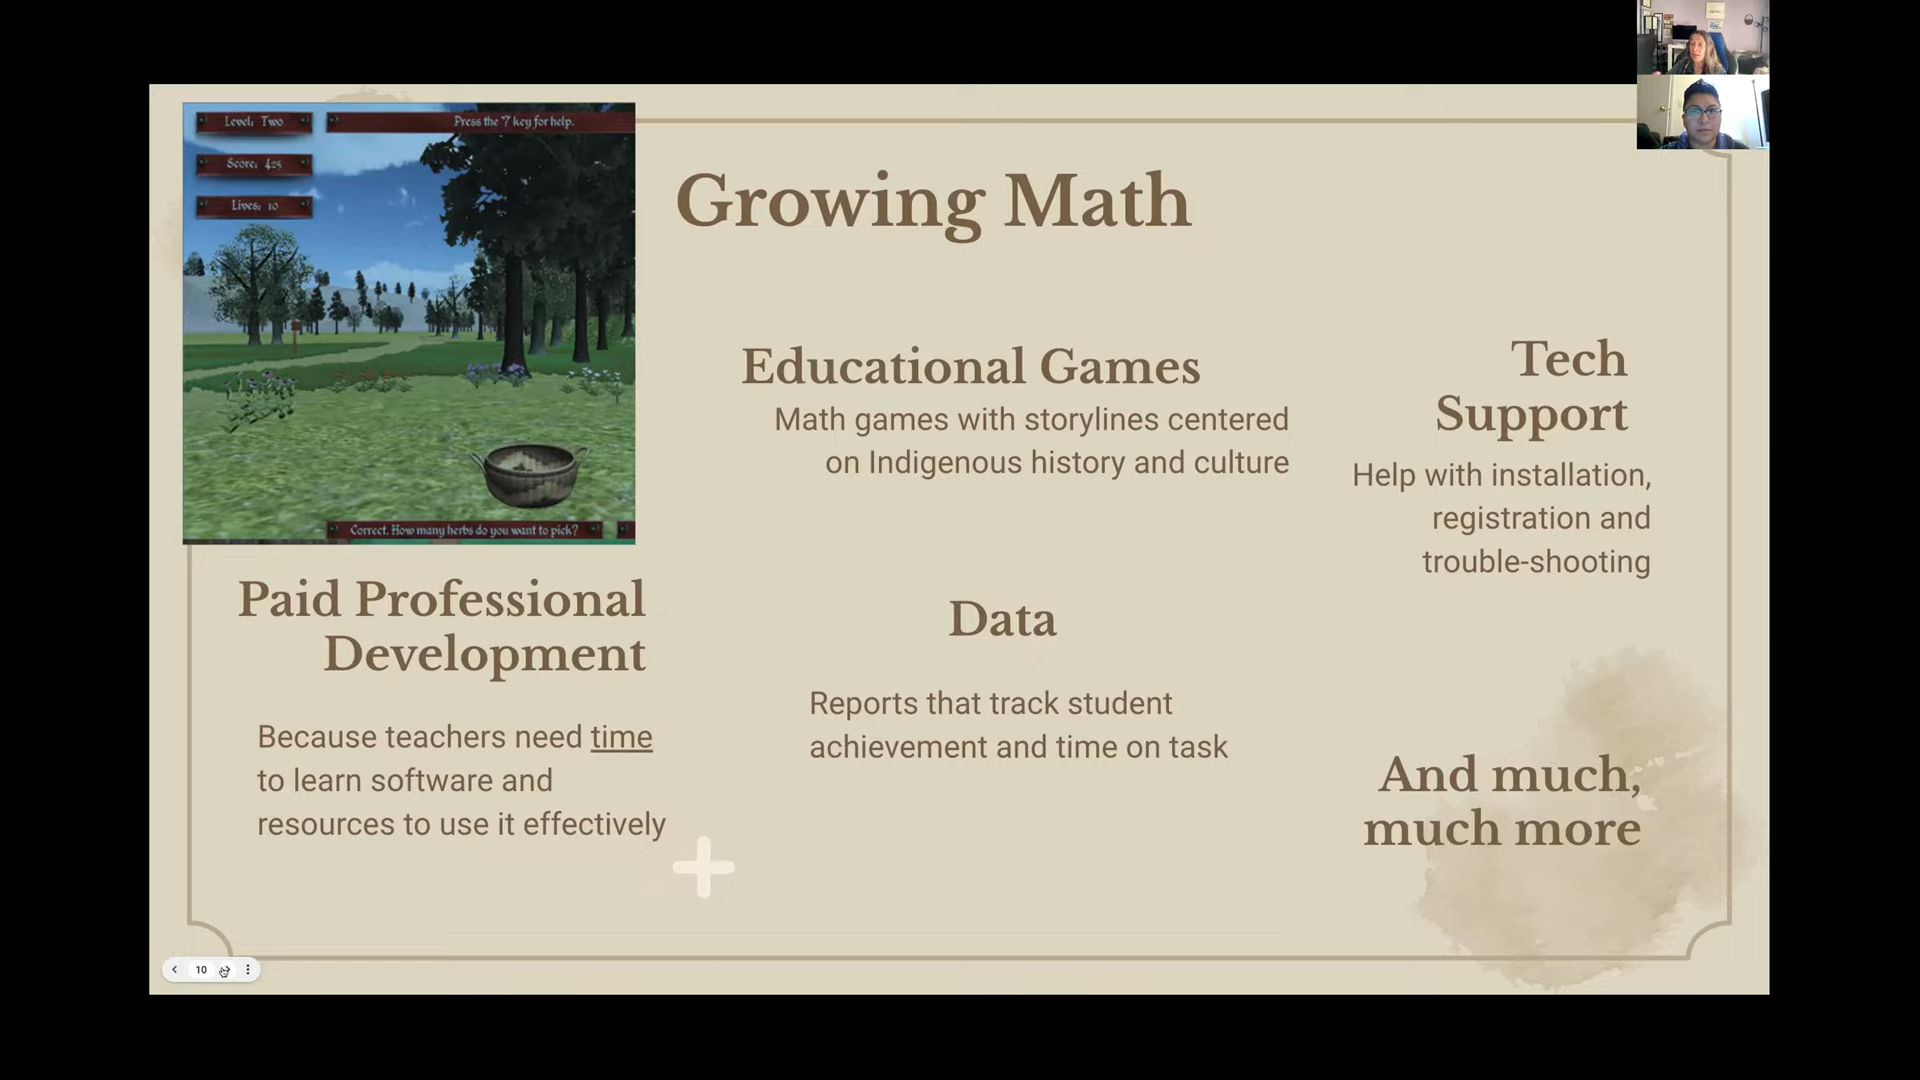 Level: Two
Press the '?' key for help.
Score: 425
Lives: 10
Correct. How many herbs do you want to pick?
Growing Math
Educational Games
Math games with storylines centered
on Indigenous history and culture
Tech
Support
Help with installation,
registration and
trouble-shooting
Paid Professional
Development
Because teachers need time
to learn software and
resources to use it effectively
Data
Reports that track student
achievement and time on task
And much,
much more
10